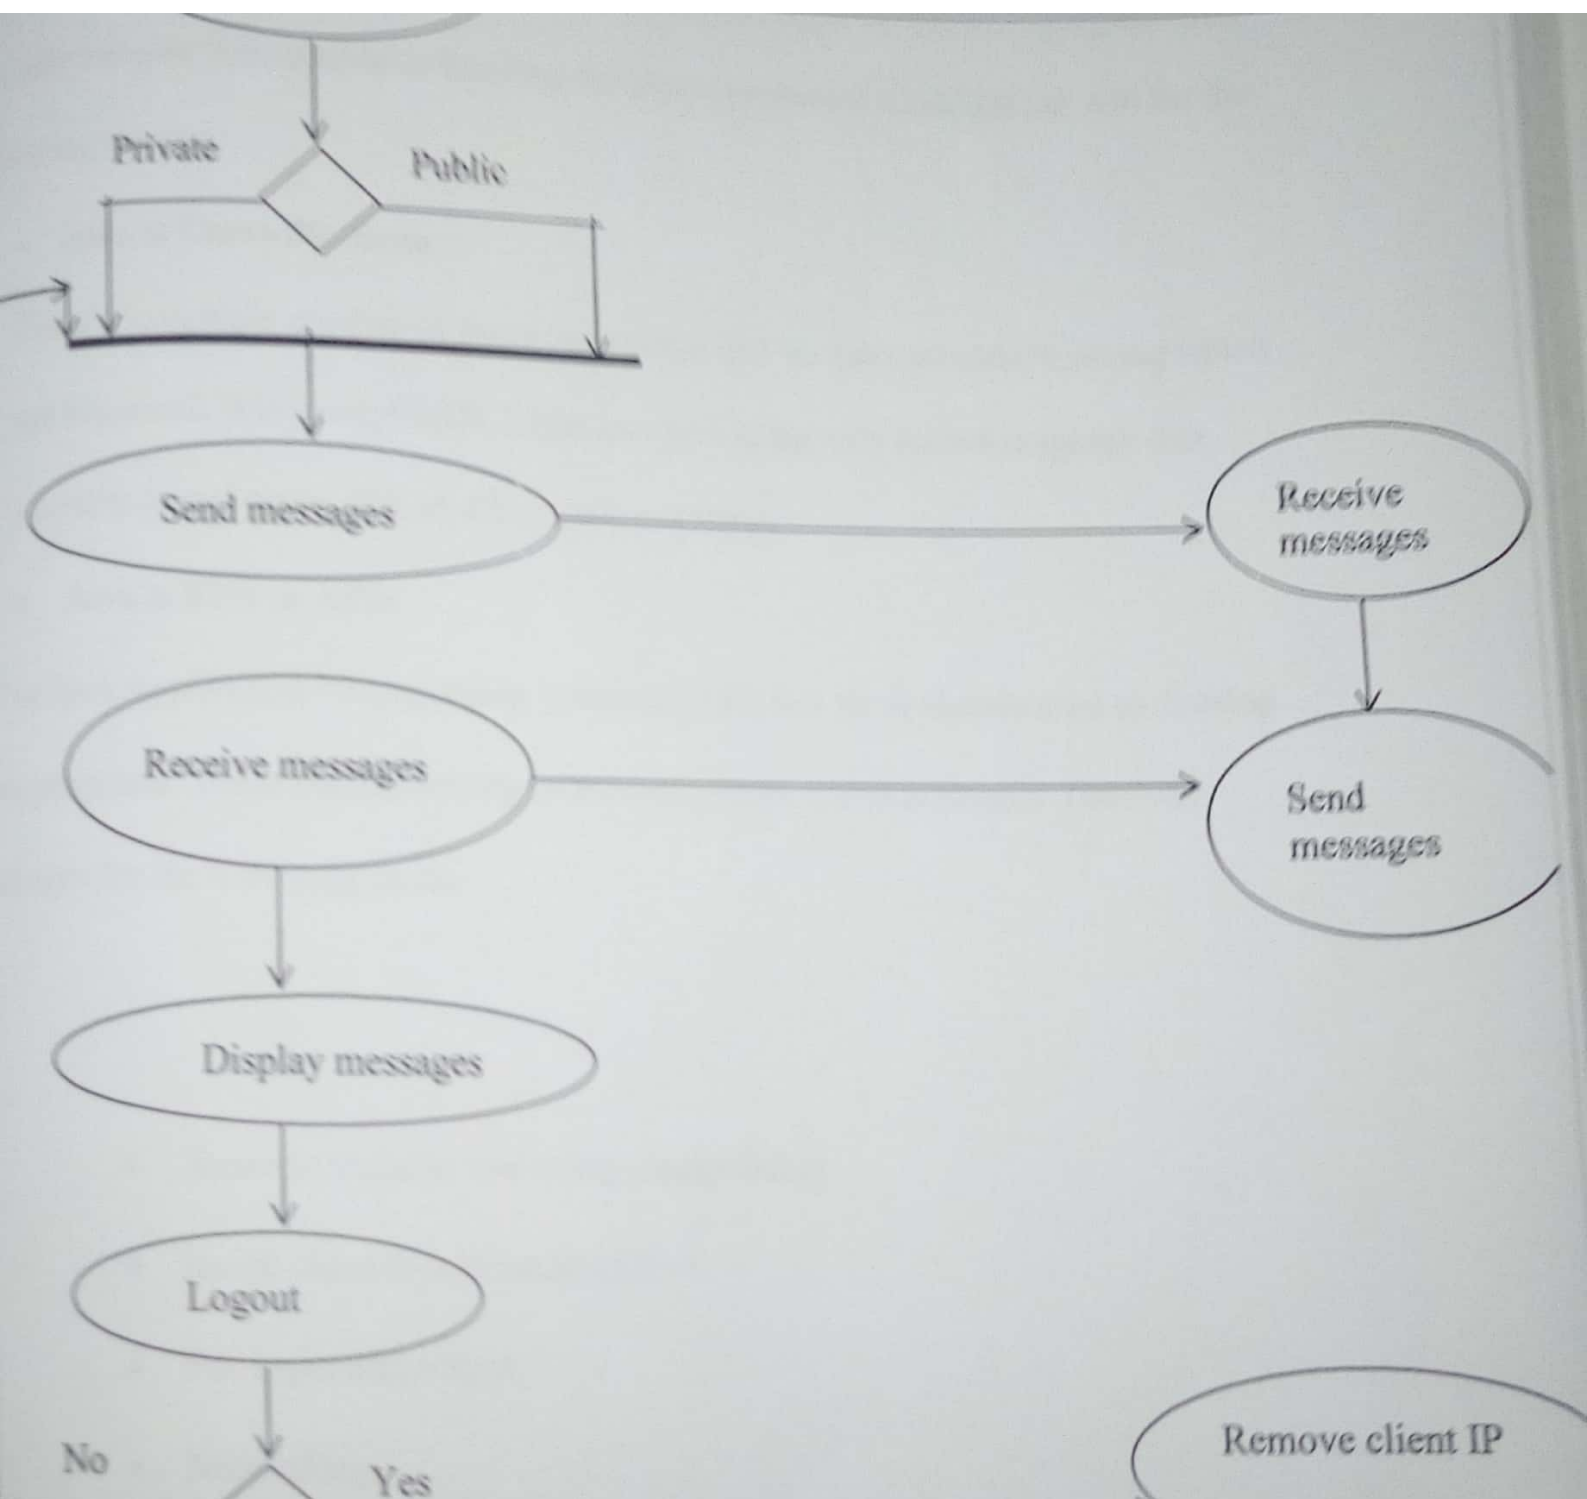 Private
Public
Send messages
Receive
messages
Receive messages
Send
messages
Display messages
Logout
No
Yes
Remove client IP